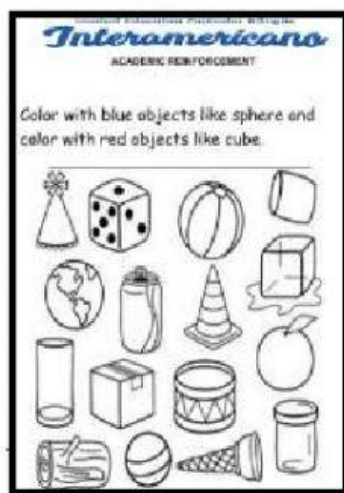 Interamericano
ACADEMIC REINFORCEMENT
Color with blue objects like sphere and
color with red objects like cube.